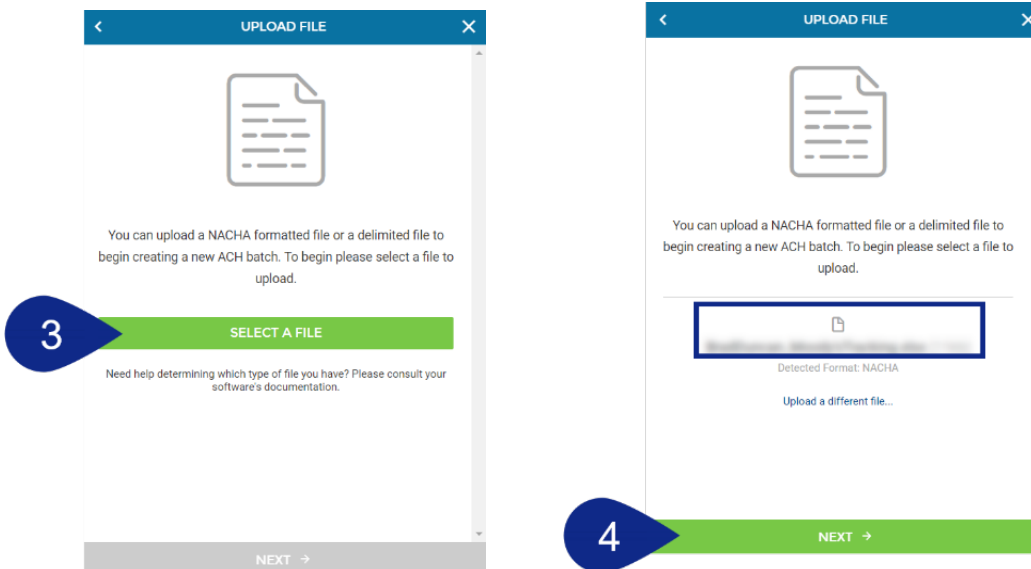 UPLOAD FILE
You can upload a NACHA formatted file or a delimited file to
begin creating a new ACH batch. To begin please select a file to
upload.
3
SELECT A FILE
Need help determining which type of file you have? Please consult your
software's documentation.
NEXT →
UPLOAD FILE
You can upload a NACHA formatted file or a delimited file to
begin creating a new ACH batch. To begin please select a file to
upload.
Detected Format: NACHA
Upload a different file...
4
NEXT →